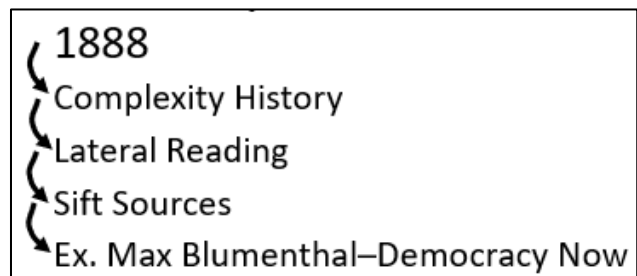 1888
Complexity History
Lateral Reading
Sift Sources
Ex. Max Blumenthal–Democracy Now